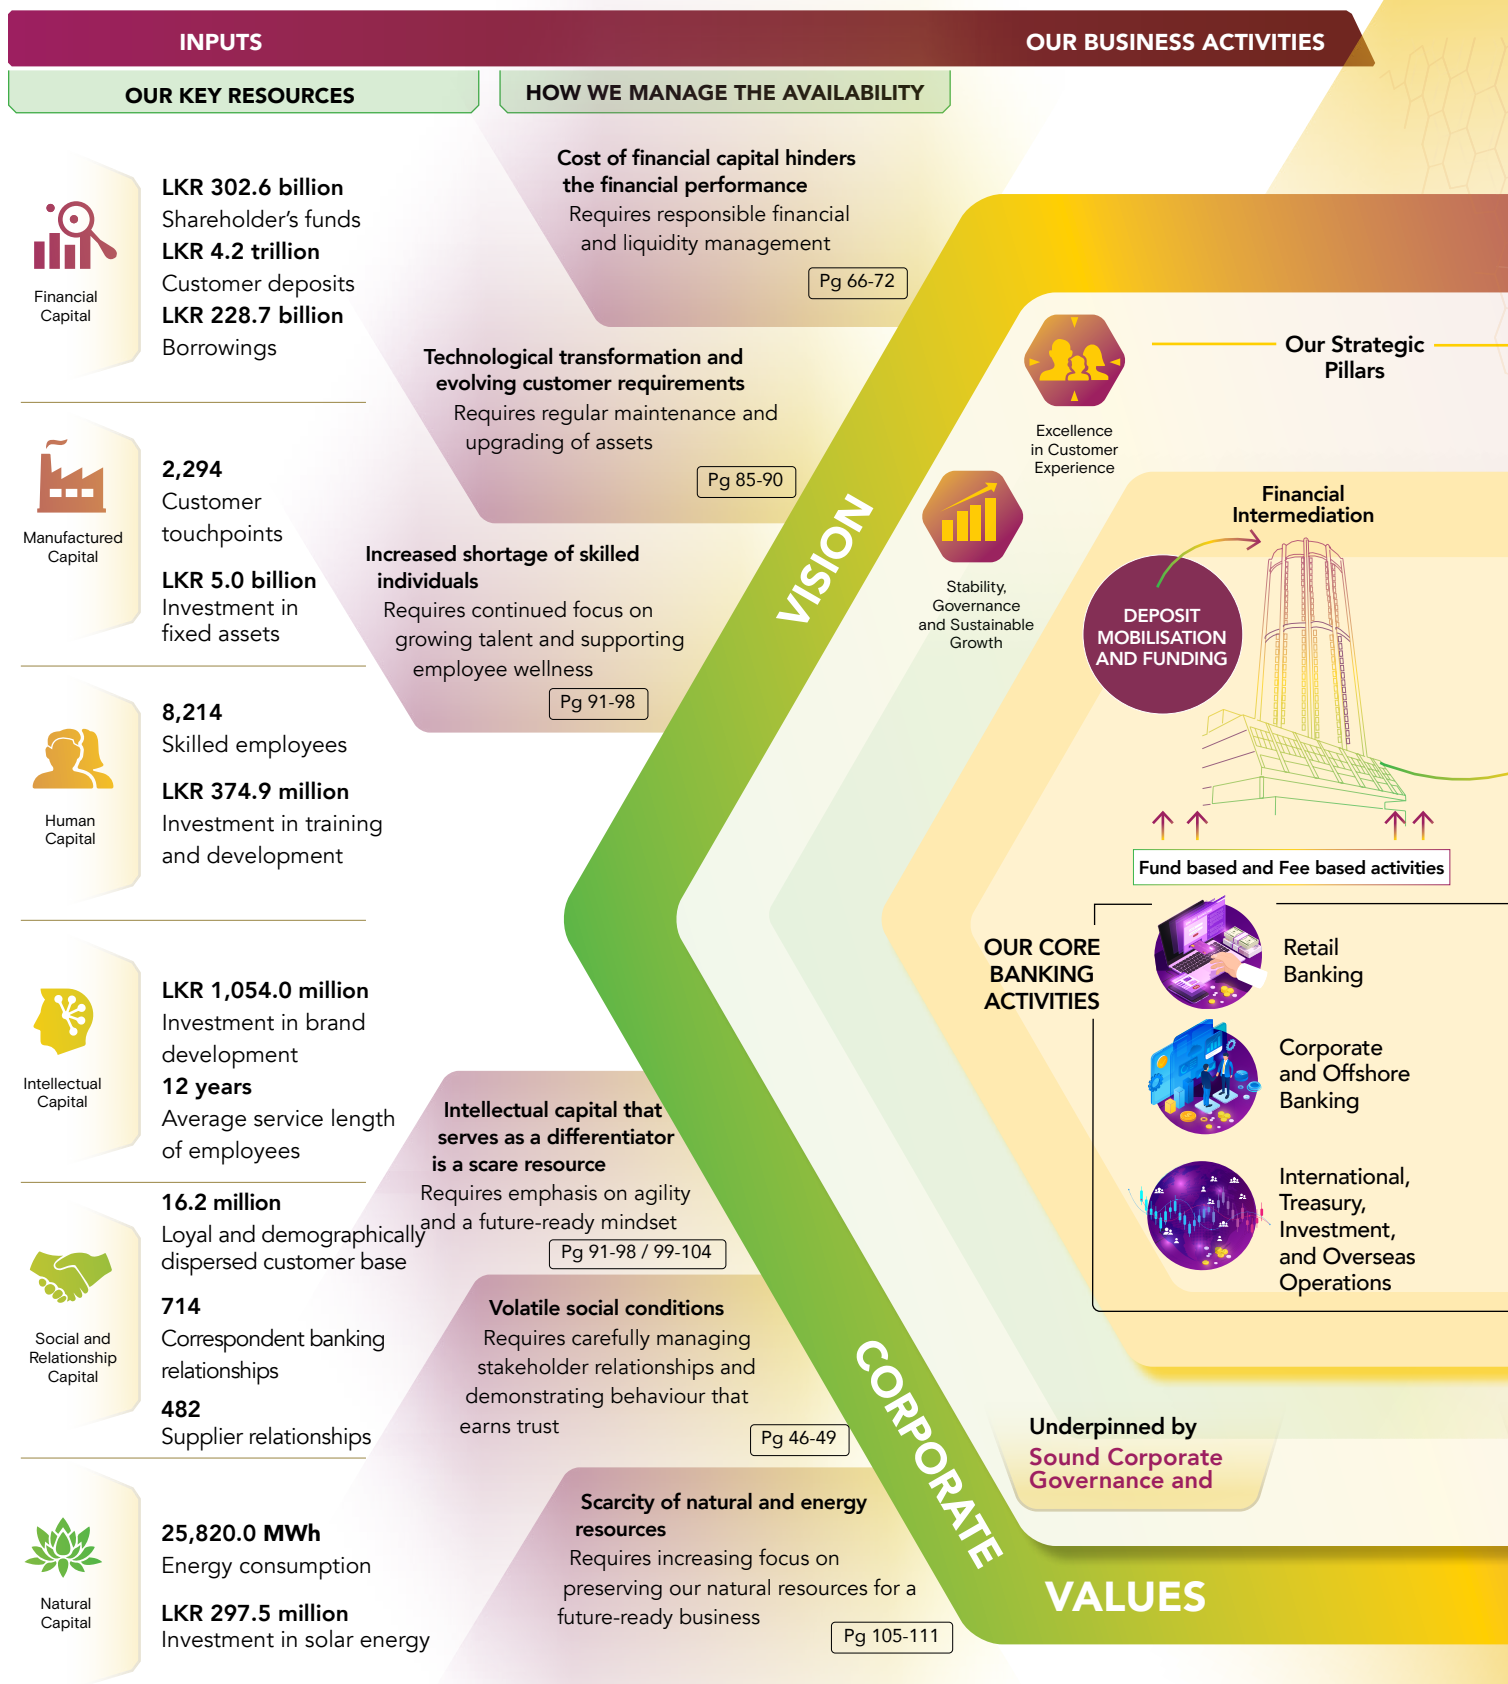 INPUTS
OUR BUSINESS ACTIVITIES
OUR KEY RESOURCES
HOW WE MANAGE THE AVAILABILITY
Financial
Capital
LKR 302.6 billion
Shareholder's funds
LKR 4.2 trillion
Customer deposits
LKR 228.7 billion
Borrowings
Manufactured
Capital
2,294
Customer
touchpoints
LKR 5.0 billion
Investment in
fixed assets
Human
Capital
8,214
Skilled employees
LKR 374.9 million
Investment in training
and development
Intellectual
Capital
LKR 1,054.0 million
Investment in brand
development
12 years
Average service length
of employees
Social and
Relationship
Capital
16.2 million
Loyal and demographically
dispersed customer base
714
Correspondent banking
relationships
482
Supplier relationships
Natural
Capital
25,820.0 MWh
Energy consumption
LKR 297.5 million
Investment in solar energy
Cost of financial capital hinders
the financial performance
Requires responsible financial
and liquidity management
Pg 66-72
Technological transformation and
evolving customer requirements
Requires regular maintenance and
upgrading of assets
Pg 85-90
Increased shortage of skilled
individuals
Requires continued focus on
growing talent and supporting
employee wellness
Pg 91-98
Intellectual capital that
serves as a differentiator
is a scare resource
Requires emphasis on agility
and a future-ready mindset
Pg 91-98 / 99-104
Volatile social conditions
Requires carefully managing
stakeholder relationships and
demonstrating behaviour that
earns trust
Pg 46-49
Scarcity of natural and energy
resources
Requires increasing focus on
preserving our natural resources for a
future-ready business
Pg 105-111
VISION
CORPORATE
VALUES
Our Strategic
Pillars
Excellence
in Customer
Experience
Stability,
Governance
and Sustainable
Growth
Financial
Intermediation
DEPOSIT
MOBILISATION
AND FUNDING
Fund based and Fee based activities
OUR CORE
BANKING
ACTIVITIES
Retail
Banking
Corporate
and Offshore
Banking
International,
Treasury,
Investment,
and Overseas
Operations
Underpinned by
Sound Corporate
Governance and